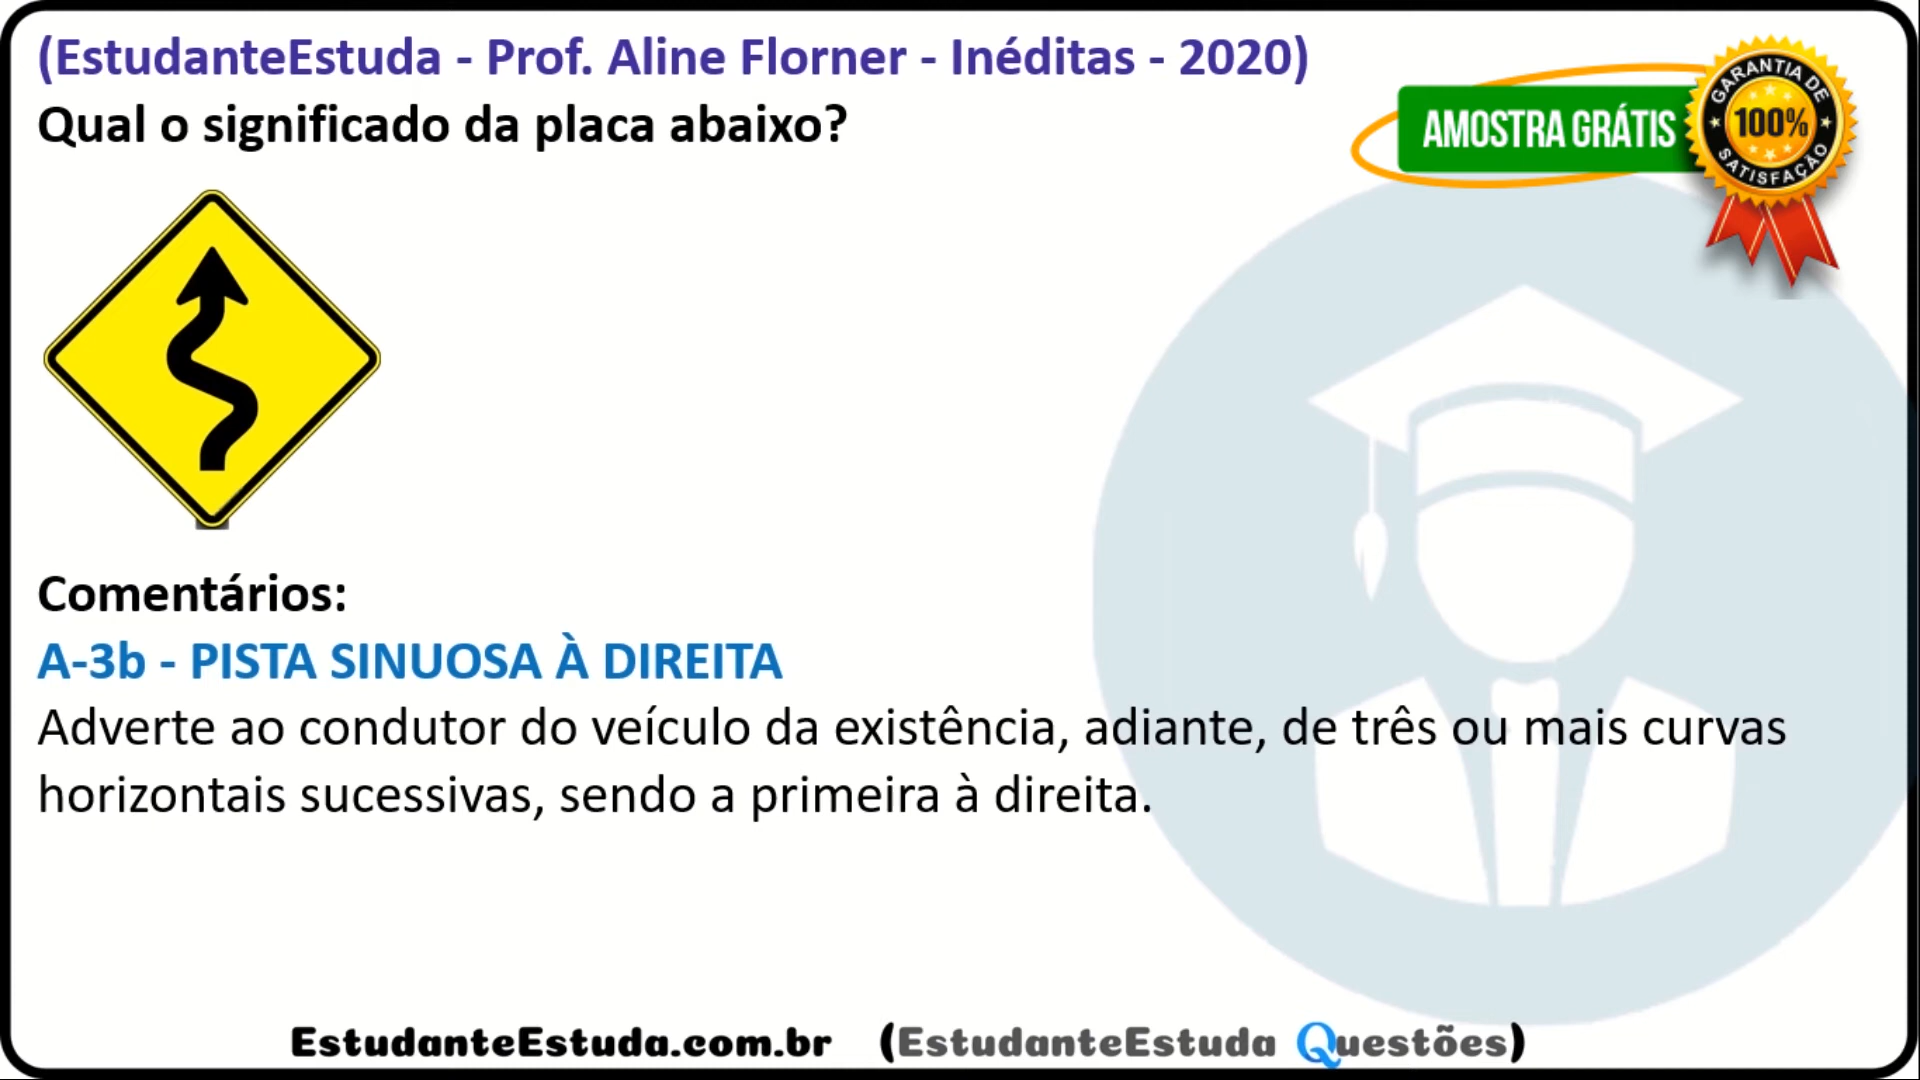 (EstudanteEstuda - Prof. Aline Florner - Inéditas - 2020)
Qual o significado da placa abaixo?
AMOSTRA GRÁTIS
GARANTIA DE
100%
SATISFAÇÃO
Comentários:
A-3b - PISTA SINUOSA À DIREITA
Adverte ao condutor do veículo da existência, adiante, de três ou mais curvas
horizontais sucessivas, sendo a primeira à direita.
EstudanteEstuda.com.br (EstudanteEstuda Questões)